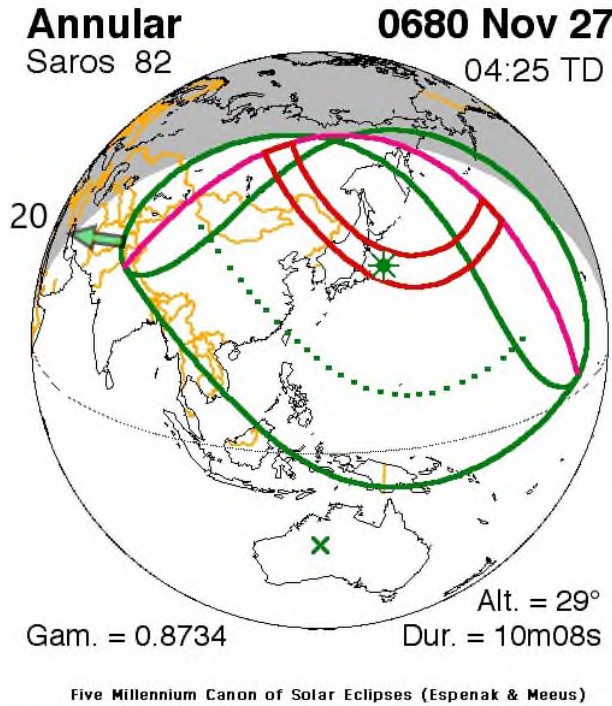 Annular 0680 Nov 27
Saros 82 04:25 TD
20
Alt. = 29°
Gam. = 0.8734 Dur. = 10m08s
Five Millennium Canon of Solar Eclipses (Espenak & Meeus)